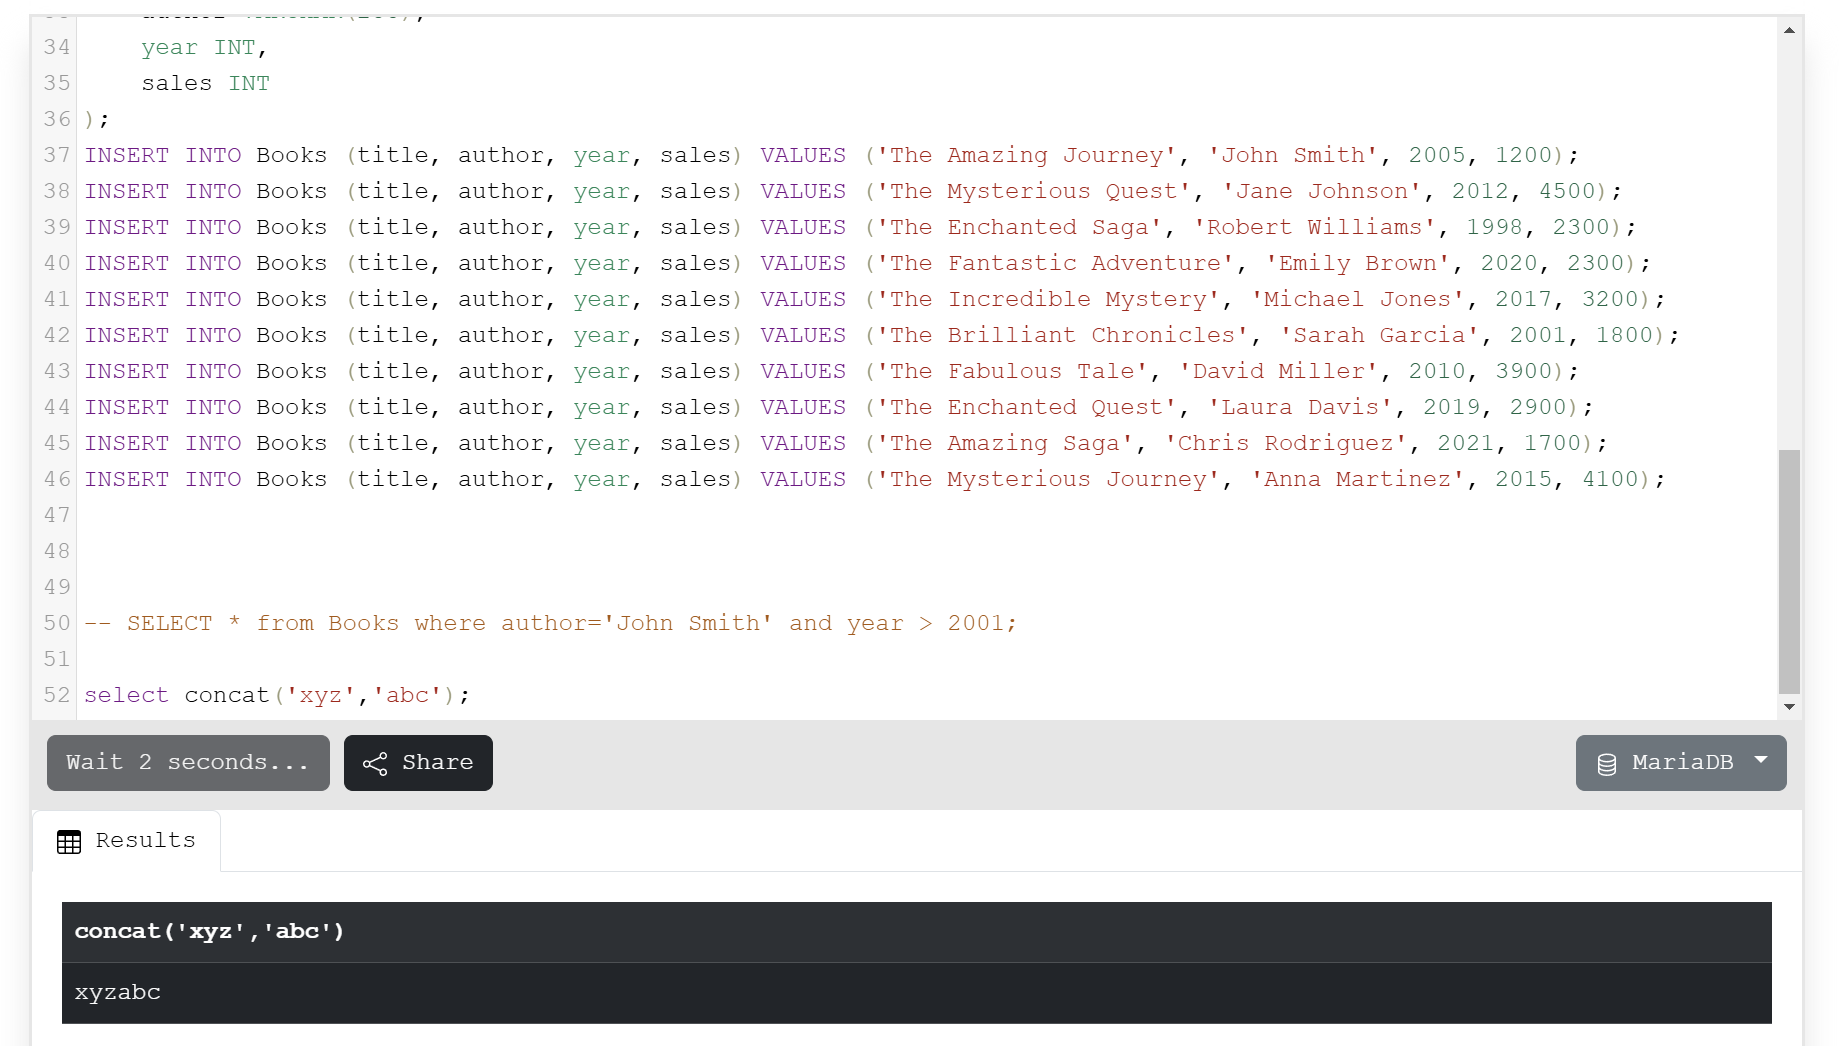 34     year INT,
35     sales INT
36 );
37 INSERT INTO Books (title, author, year, sales) VALUES ('The Amazing Journey', 'John Smith', 2005, 1200);
38 INSERT INTO Books (title, author, year, sales) VALUES ('The Mysterious Quest', 'Jane Johnson', 2012, 4500);
39 INSERT INTO Books (title, author, year, sales) VALUES ('The Enchanted Saga', 'Robert Williams', 1998, 2300);
40 INSERT INTO Books (title, author, year, sales) VALUES ('The Fantastic Adventure', 'Emily Brown', 2020, 2300);
41 INSERT INTO Books (title, author, year, sales) VALUES ('The Incredible Mystery', 'Michael Jones', 2017, 3200);
42 INSERT INTO Books (title, author, year, sales) VALUES ('The Brilliant Chronicles', 'Sarah Garcia', 2001, 1800);
43 INSERT INTO Books (title, author, year, sales) VALUES ('The Fabulous Tale', 'David Miller', 2010, 3900);
44 INSERT INTO Books (title, author, year, sales) VALUES ('The Enchanted Quest', 'Laura Davis', 2019, 2900);
45 INSERT INTO Books (title, author, year, sales) VALUES ('The Amazing Saga', 'Chris Rodriguez', 2021, 1700);
46 INSERT INTO Books (title, author, year, sales) VALUES ('The Mysterious Journey', 'Anna Martinez', 2015, 4100);
47
48
49
50 -- SELECT * from Books where author='John Smith' and year > 2001;
51
52 select concat('xyz','abc');
Wait 2 seconds...
Share
MariaDB
Results
concat('xyz','abc')
xyzabc